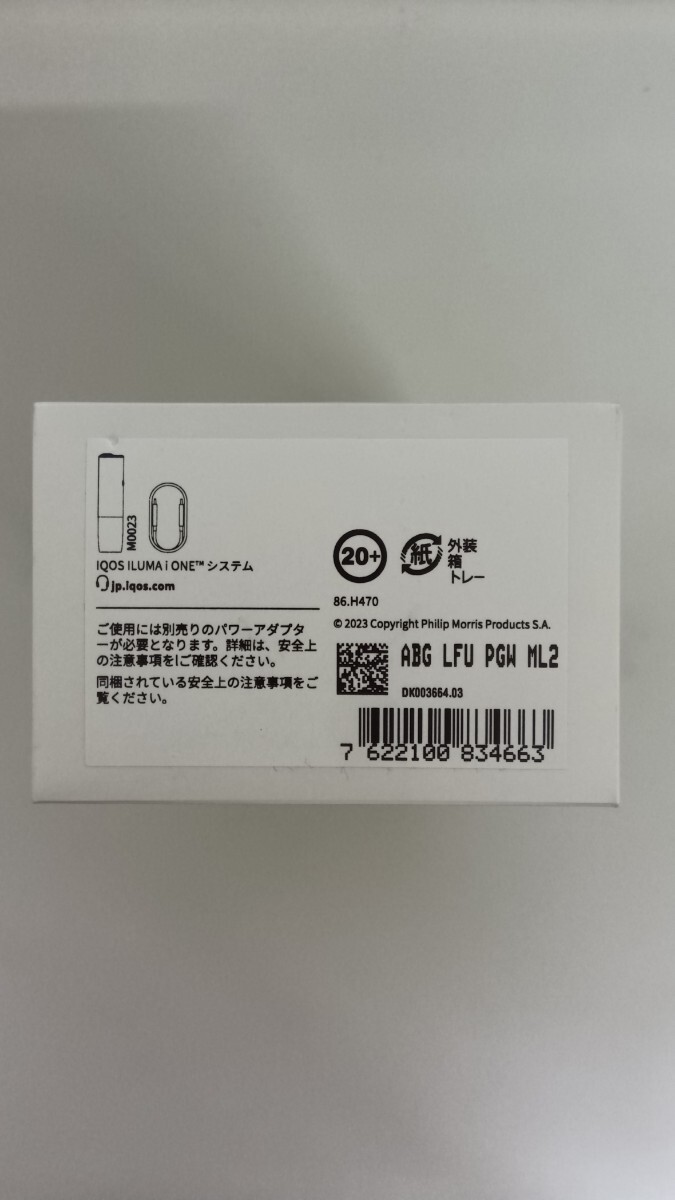 M0023
IQOS ILUMA i ONE™ システム
jp.iqos.com
ご使用には別売りのパワーアダプタ
ーが必要となります。詳細は、安全上
の注意事項をlご確認ください。
同梱されている安全上の注意事項をご
覧ください。
20+
紙
外装
箱
トレー
86.H470
© 2023 Copyright Philip Morris Products S.A.
ABG LFU PGW ML2
DK003664.03
7 622100 834663